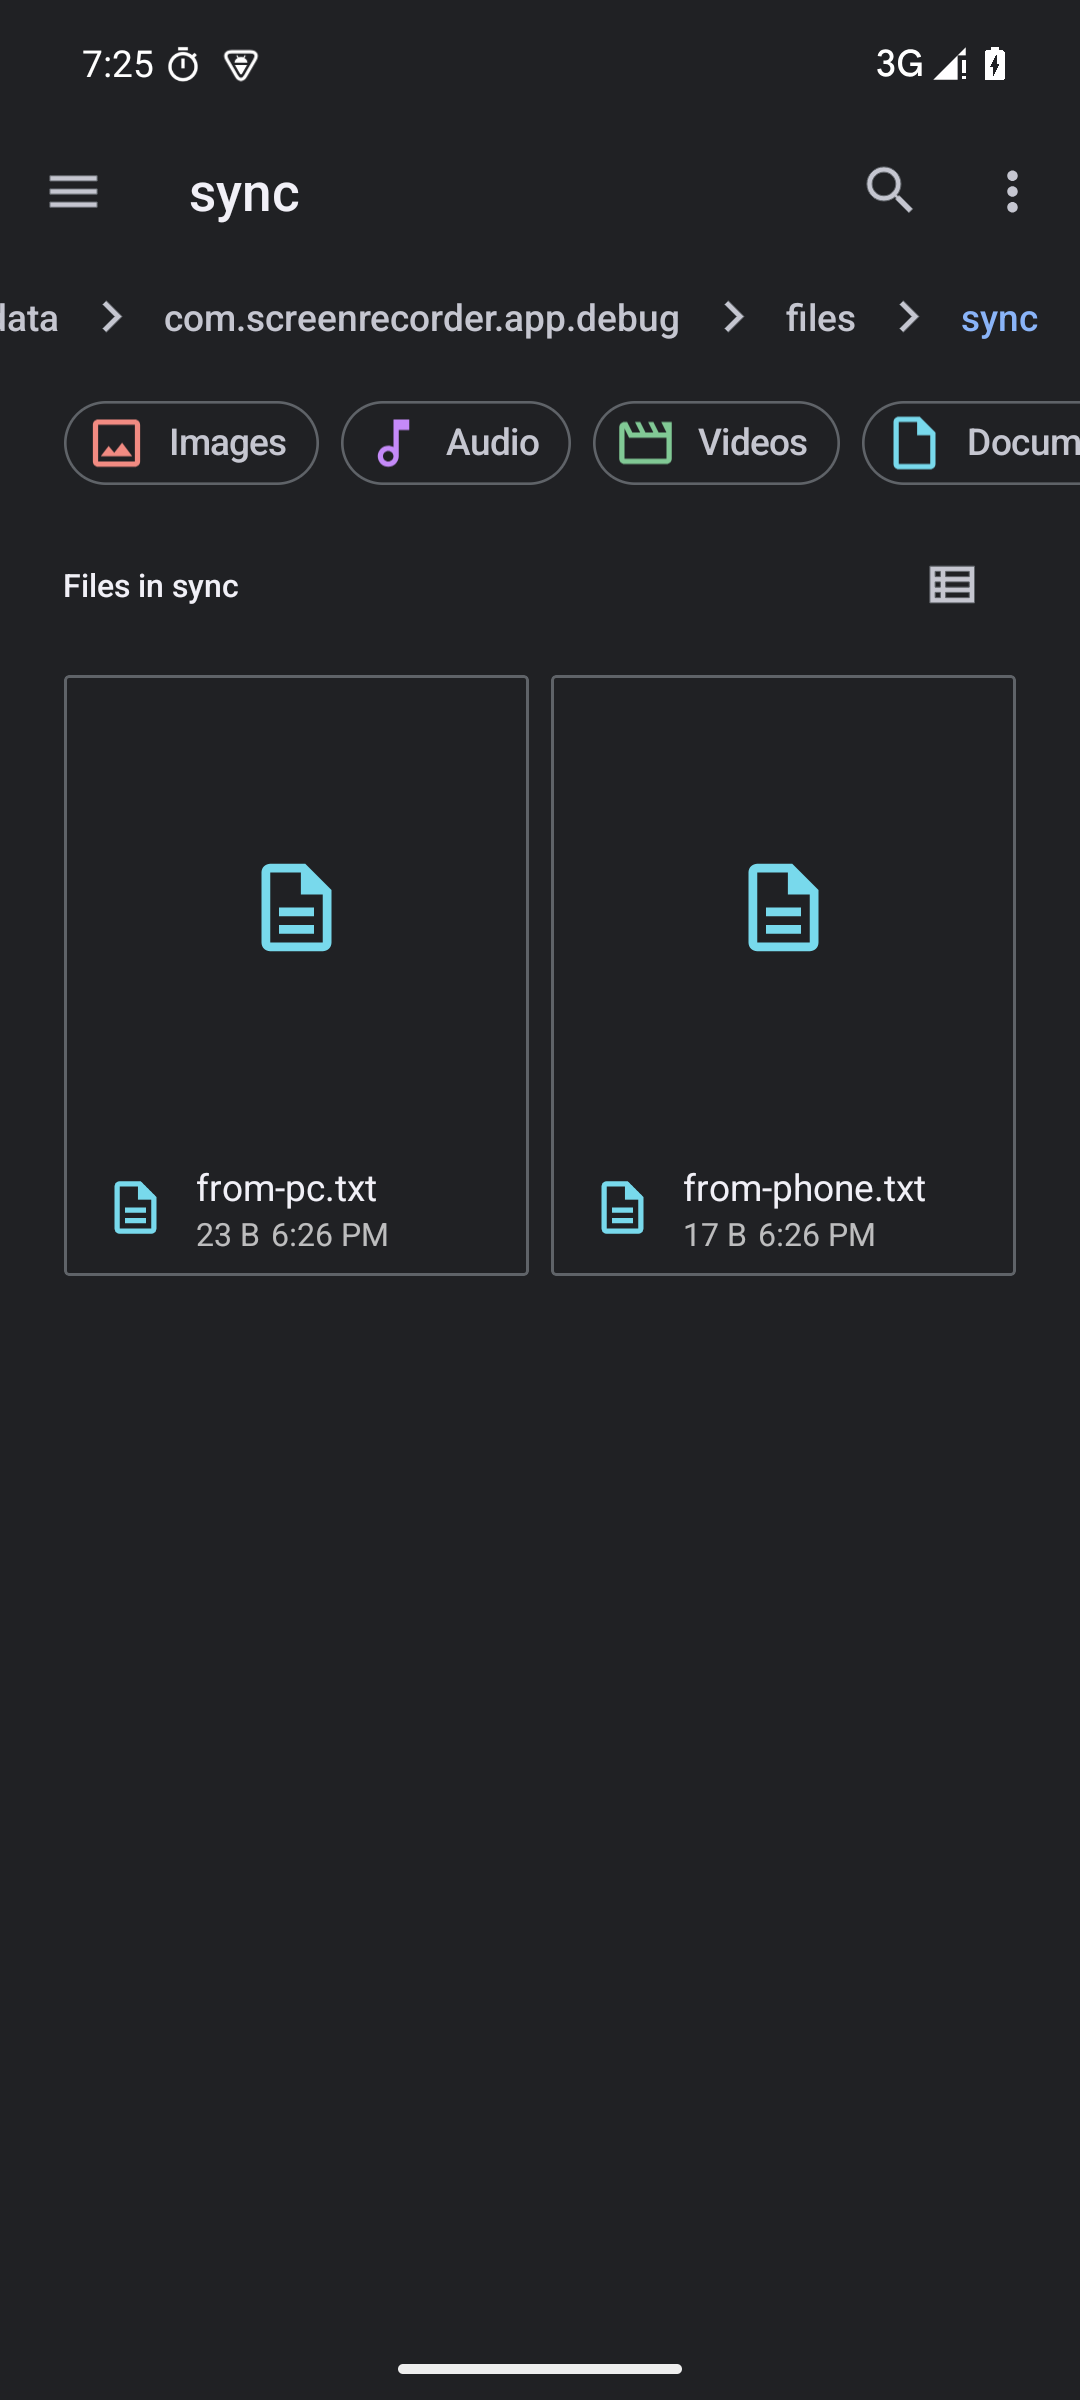 7:25
3G
sync
data
com.screenrecorder.app.debug
files
sync
Images
Audio
Videos
Docum
Files in sync
from-pc.txt
23 B 6:26 PM
from-phone.txt
17 B 6:26 PM